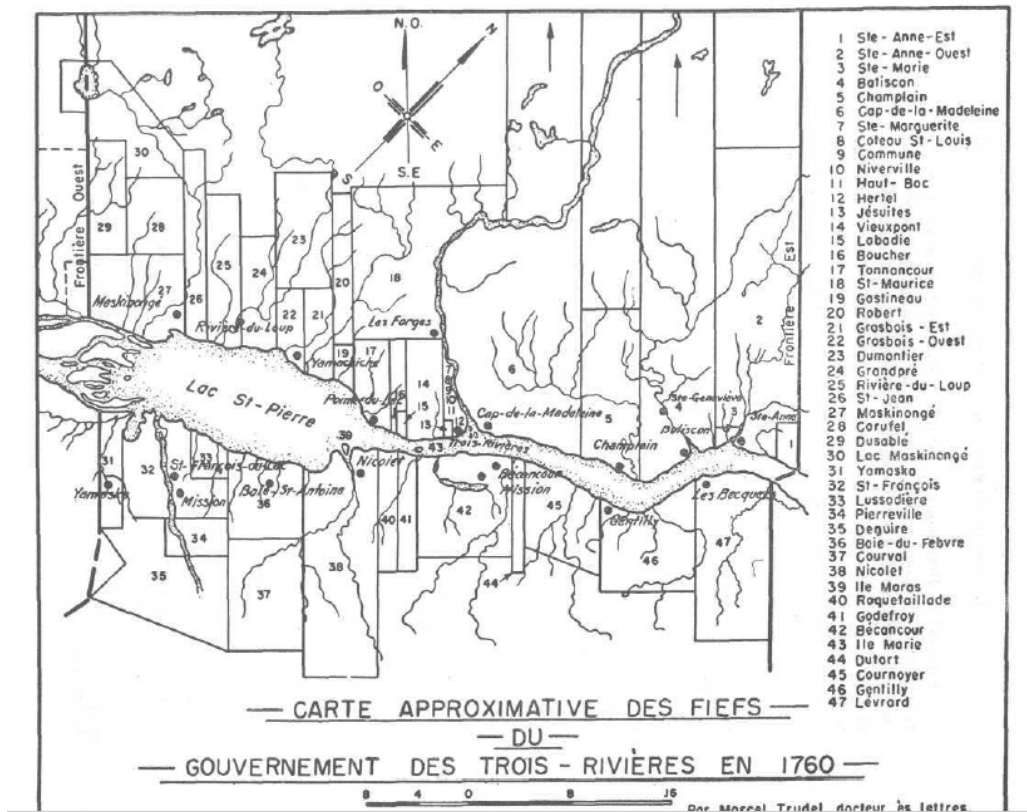 N.O.
N
O
E
S
S.E
Frontière Ouest
Frontière Est
30
29
28
27
26
25
24
23
22
21
20
19
18
17
16
15
14
13
7
8
9
10
11
12
6
5
4
3
2
1
Maskinongé
Rivière-du-Loup
Yamachiche
Les Forges
Pointe-du-Lac
Cap-de-la-Madeleine
Trois-Rivières
Ste-Geneviève
Batiscan
Ste-Anne
Champlain
Lac St-Pierre
Yamaska
St-François-du-Lac
Mission
Baie-St-Antoine
Nicolet
Bécancour
Mission
Gentilly
Les Becquets
31
32
33
34
35
36
37
38
39
40
41
42
43
44
45
46
47
1 Ste-Anne-Est
2 Ste-Anne-Ouest
3 Ste-Marie
4 Batiscan
5 Champlain
6 Cap-de-la-Madeleine
7 Ste-Marguerite
8 Coteau St-Louis
9 Commune
10 Niverville
11 Haut-Boc
12 Hertel
13 Jésuites
14 Vieuxpont
15 Labadie
16 Boucher
17 Tonnancour
18 St-Maurice
19 Gastineau
20 Robert
21 Grosbois-Est
22 Grosbois-Ouest
23 Dumontier
24 Grandpré
25 Rivière-du-Loup
26 St-Jean
27 Maskinongé
28 Carufel
29 Dusablé
30 Lac Maskinongé
31 Yamaska
32 St-François
33 Lussodière
34 Pierreville
35 Deguire
36 Baie-du-Febvre
37 Courval
38 Nicolet
39 Ile Moras
40 Roquetaillade
41 Godefroy
42 Bécancour
43 Ile Marie
44 Dutort
45 Cournoyer
46 Gentilly
47 Lévrard
— CARTE APPROXIMATIVE DES FIEFS —
— DU —
— GOUVERNEMENT DES TROIS-RIVIÈRES EN 1760 —
8 4 0 8 16
Par Marcel Trudel, docteur ès lettres.